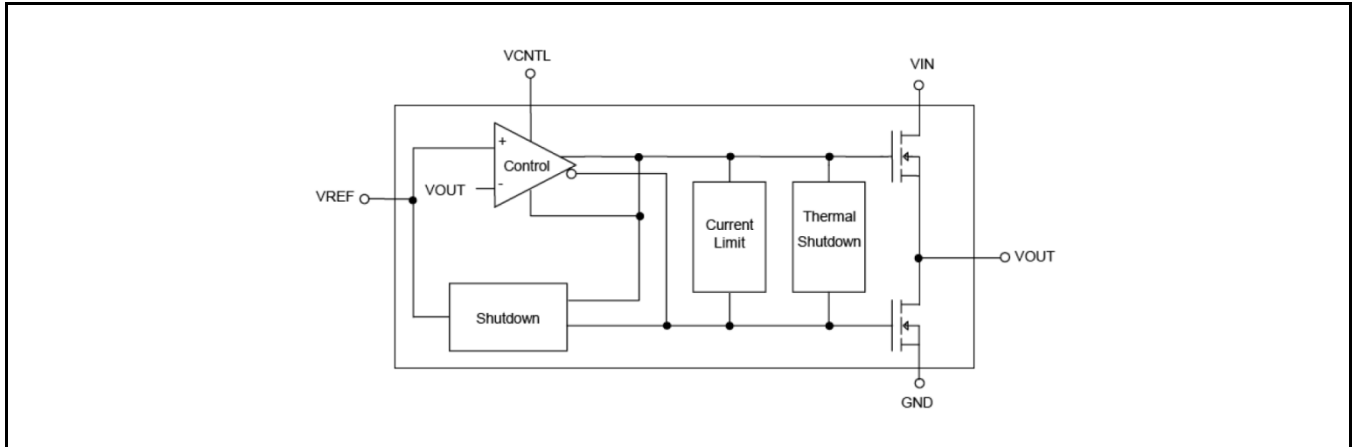 VCNTL
VIN
+
Control
VOUT
-
VREF
Current
Limit
Thermal
Shutdown
VOUT
Shutdown
GND